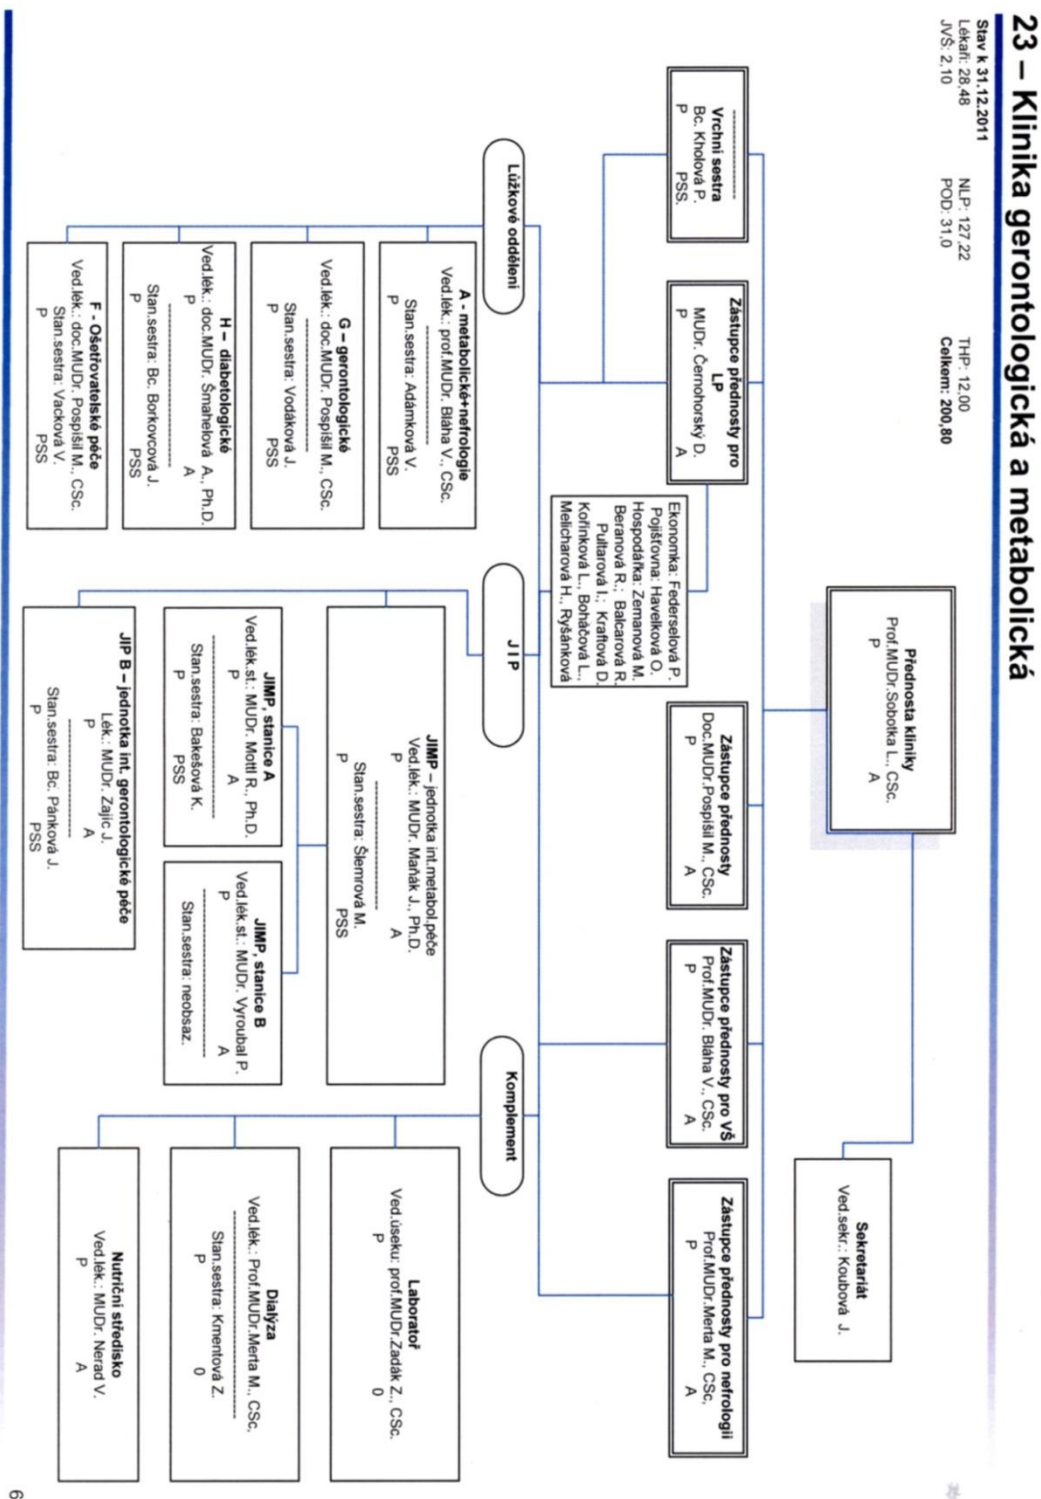 23 – Klinika gerontologická a metabolická
Stav k 31.12.2011
Lékaři: 28,48 NLP: 127,22 THP: 12,00
JVŠ: 2,10 POD: 31,0 Celkem: 200,80
Přednosta kliniky
Prof.MUDr.Sobotka L., CSc.
P A
Sekretariát
Ved.sekr.: Koubová J.
Vrchní sestra
Bc. Kholová P.
P PSS.
Zástupce přednosty pro
LP
MUDr. Černohorský D.
P A
Zástupce přednosty
Doc.MUDr.Pospíšil M., CSc.
P A
Zástupce přednosty pro VŠ
Prof.MUDr. Bláha V., CSc.
P A
Zástupce přednosty pro nefrologii
Prof.MUDr.Merta M., CSc,
P A
Ekonomka: Federselová P.
Pojišťovna: Havelková O.
Hospodářka: Zemanová M.
Beranová R.; Balcarová R.
Pultarová I.; Kraftová D.
Kořínková L., Boháčová L.,
Melicharová H., Ryšánková
Lůžkové oddělení
A - metabolické+nefrologie
Ved.lék.: prof.MUDr. Bláha V., CSc.
Stan.sestra: Adámková V.
P PSS
G – gerontologické
Ved.lék.: doc.MUDr. Pospíšil M., CSc.
Stan.sestra: Vodáková J.
P PSS
H – diabetologické
Ved.lék.: doc.MUDr. Šmahelová A., Ph.D.
P A
Stan.sestra: Bc. Borkovcová J.
P PSS
F - Ošetřovatelské péče
Ved.lék.: doc.MUDr. Pospíšil M., CSc.
Stan.sestra: Vacková V.
P PSS
J I P
JIMP – jednotka int.metabol.péče
Ved.lék.: MUDr. Maňák J., Ph.D.
P A
Stan.sestra: Šlemrová M.
P PSS
JIMP, stanice A
Ved.lék.st.: MUDr. Mottl R., Ph.D.
P A
Stan.sestra: Bakešová K.
P PSS
JIMP, stanice B
Ved.lék.st.: MUDr. Vyroubal P.
P A
Stan.sestra: neobsaz.
JIP B – jednotka int. gerontologické péče
Lék.: MUDr. Zajíc J.
P A
Stan.sestra: Bc. Pánková J.
P PSS
Komplement
Laboratoř
Ved.úseku: prof.MUDr.Zadák Z., CSc.
P 0
Dialýza
Ved.lék.: Prof.MUDr.Merta M., CSc,
Stan.sestra: Kmentová Z.
P 0
Nutriční středisko
Ved.lék.: MUDr. Nerad V.
P A
6